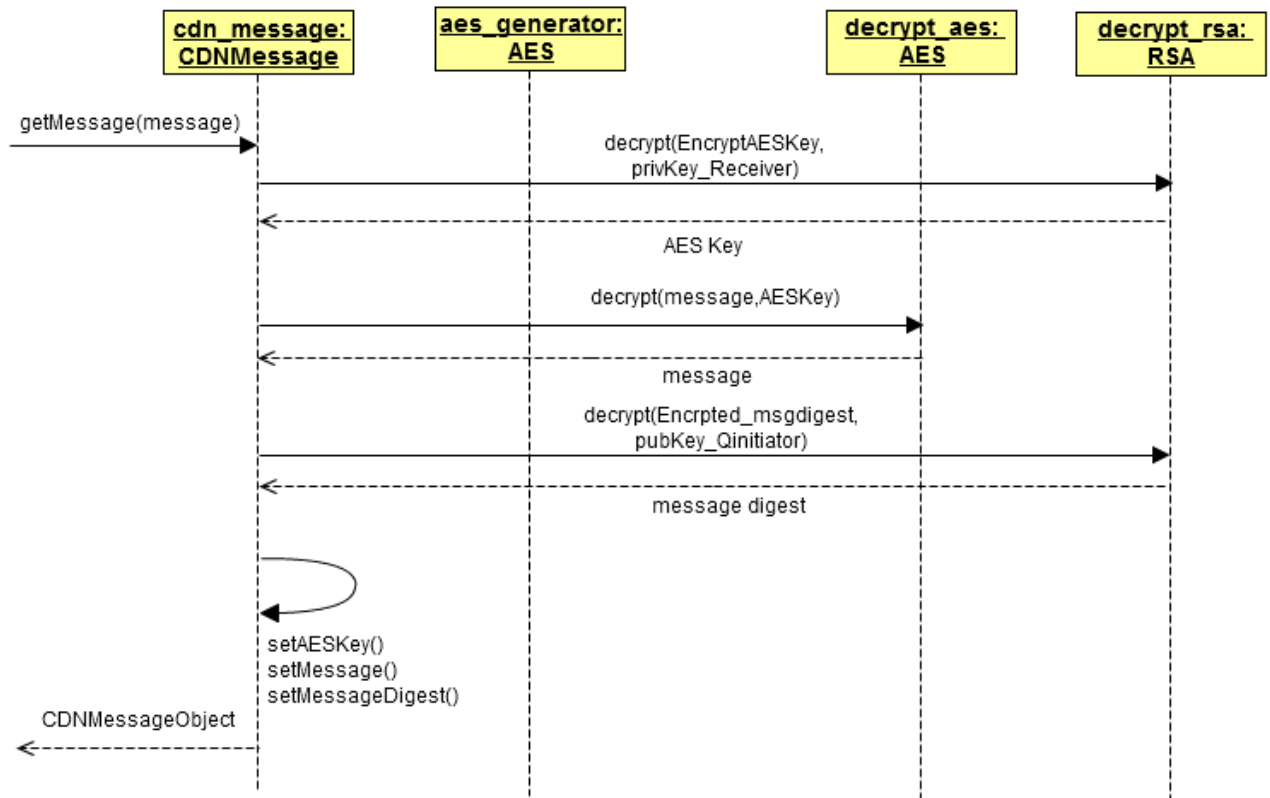 cdn_message:
CDNMessage
aes_generator:
AES
decrypt_aes:
AES
decrypt_rsa:
RSA
getMessage(message)
decrypt(EncryptAESKey,
privKey_Receiver)
AES Key
decrypt(message,AESKey)
message
decrypt(Encrpted_msgdigest,
pubKey_Qinitiator)
message digest
setAESKey()
setMessage()
setMessageDigest()
CDNMessageObject